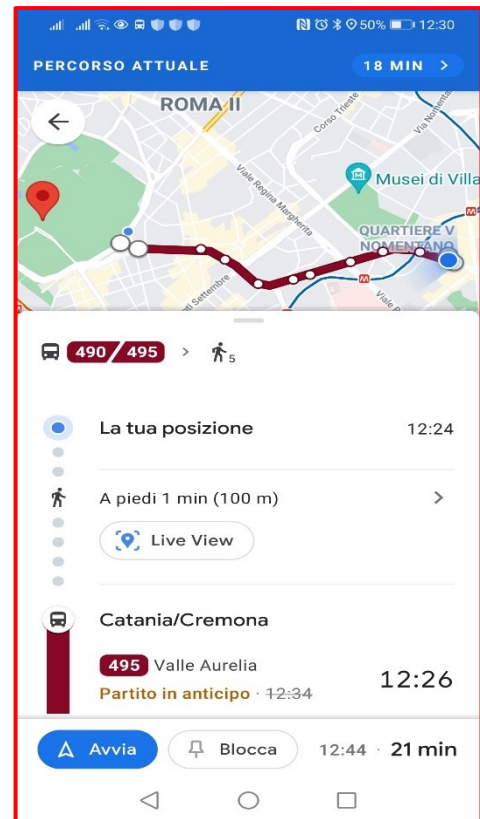 50% 12:30
PERCORSO ATTUALE 18 MIN >
ROMA II
Corso Trieste
Via Nomentana
Viale Regina Margherita
Musei di Villa
QUARTIERE V
NOMENTANO
Settembre
490/495 > 5
La tua posizione 12:24
A piedi 1 min (100 m) >
Live View
Catania/Cremona
495 Valle Aurelia
Partito in anticipo · 12:34
12:26
Avvia Blocca 12:44 · 21 min